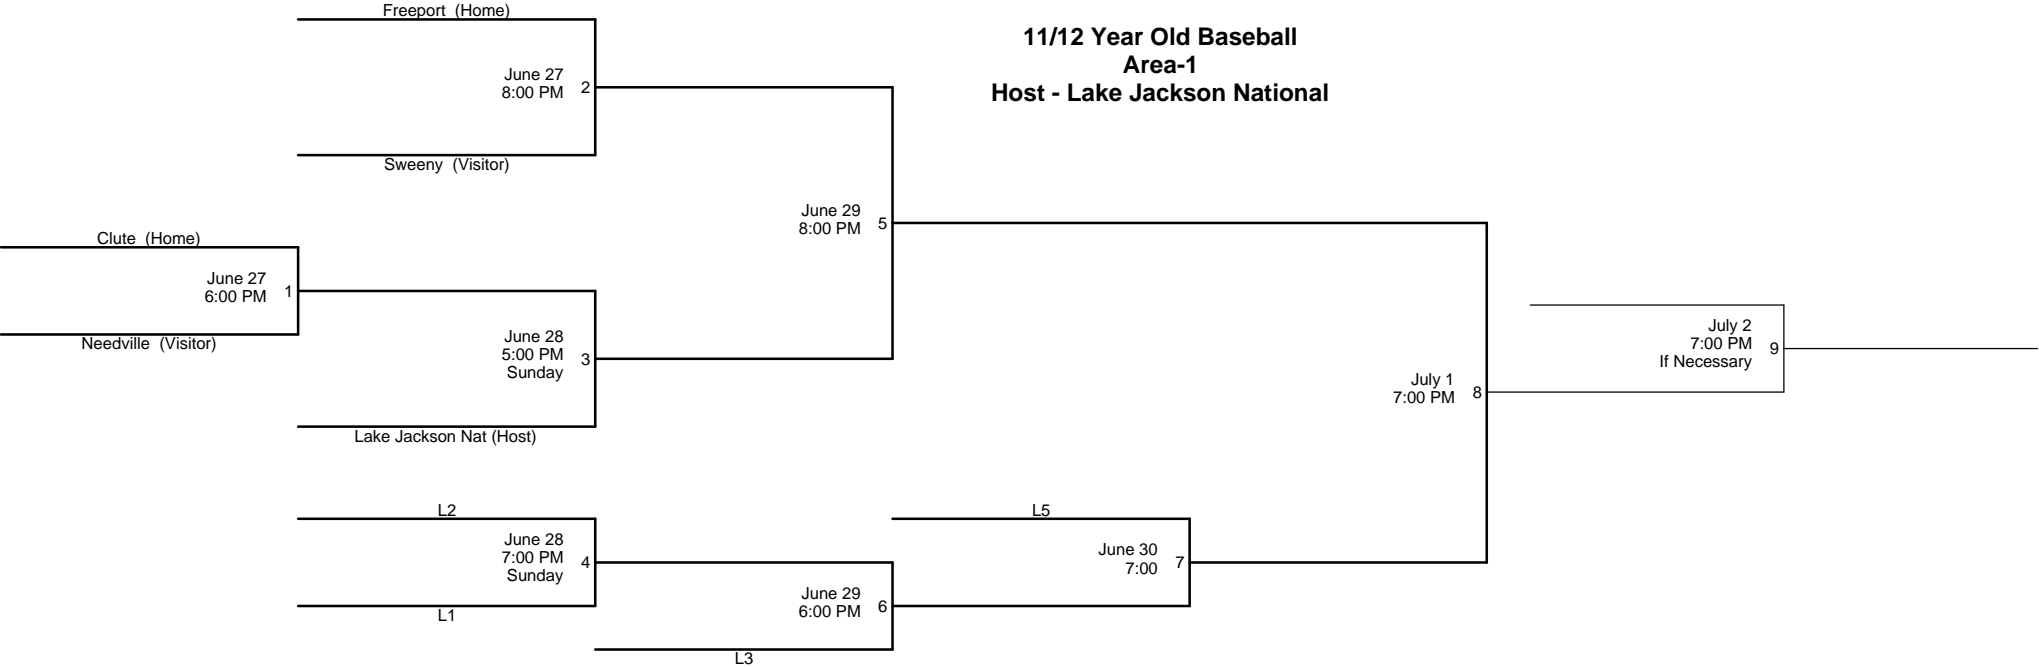 Freeport  (Home)
11/12 Year Old Baseball
Area-1
Host - Lake Jackson National
June 27
8:00 PM
2
Sweeny  (Visitor)
June 29
8:00 PM
5
Clute  (Home)
June 27
6:00 PM
1
Needville  (Visitor)
June 28
5:00 PM
Sunday
3
Lake Jackson Nat (Host)
July 2
7:00 PM
If Necessary
9
July 1
7:00 PM
8
L2
June 28
7:00 PM
Sunday
4
L1
L5
June 30
7:00
7
June 29
6:00 PM
6
L3